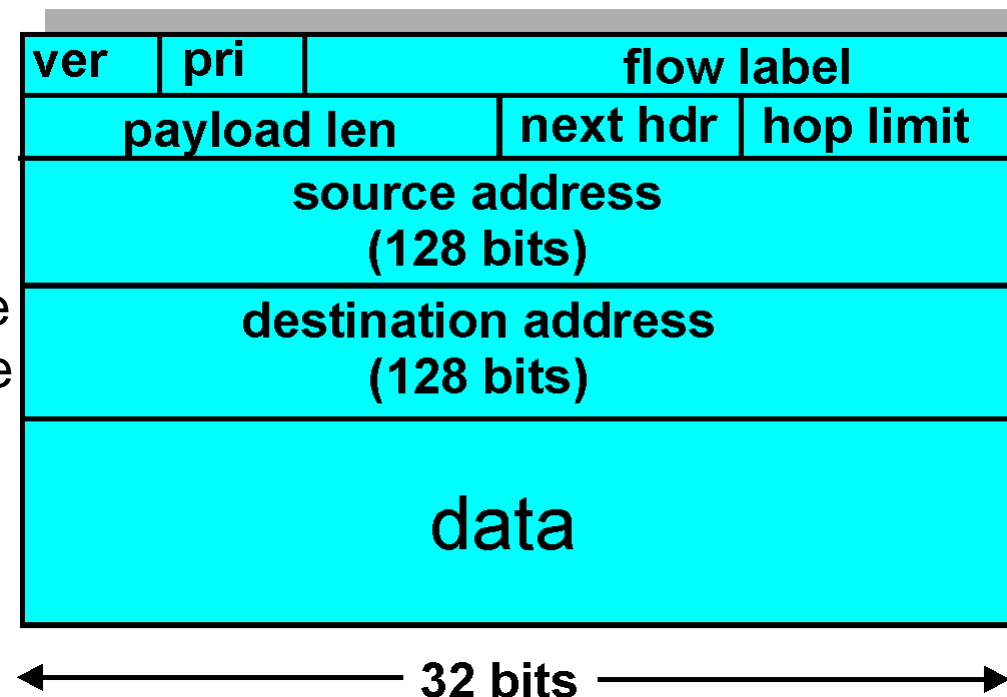 ver pri flow label
payload len next hdr hop limit
source address
(128 bits)
e
destination address
e
(128 bits)
data
32 bits